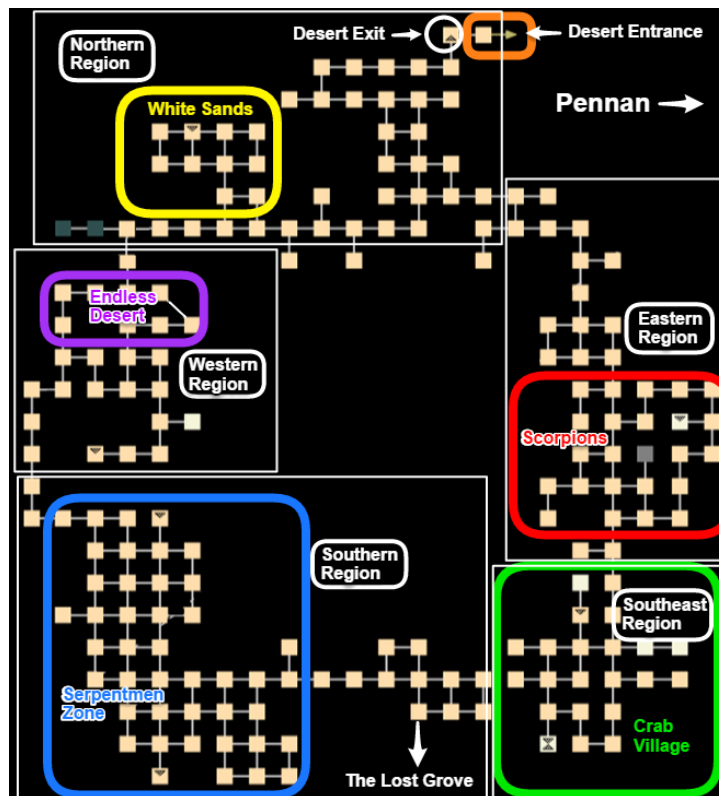 Northern
Region
Desert Exit
Desert Entrance
White Sands
Pennan
Endless
Desert
Western
Region
Eastern
Region
Scorpions
Southern
Region
Southeast
Region
Serpentmen
Zone
Crab
Village
The Lost Grove